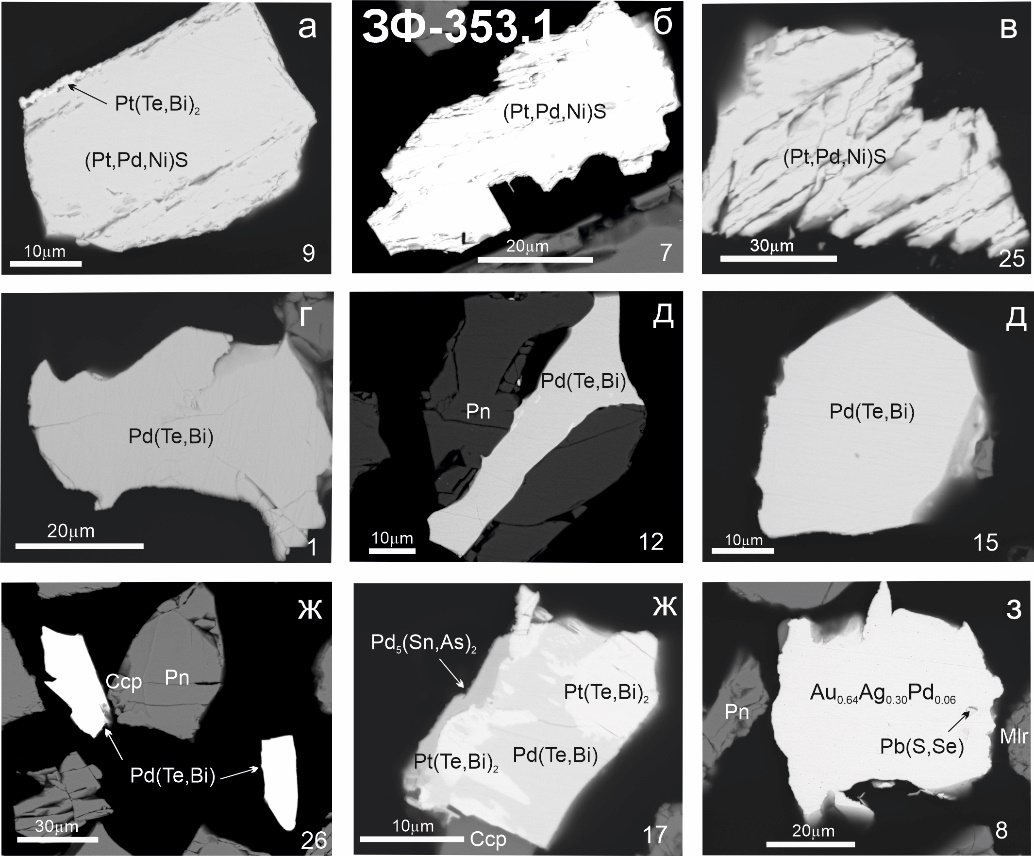 а
Pt(Te,Bi)₂
(Pt,Pd,Ni)S
10µm
9
ЗФ-353,1
б
(Pt,Pd,Ni)S
20µm
7
в
(Pt,Pd,Ni)S
30µm
25
г
Pd(Te,Bi)
20µm
1
д
Pd(Te,Bi)
Pn
10µm
12
д
Pd(Te,Bi)
10µm
15
ж
Ccp
Pn
Pd(Te,Bi)
30µm
26
ж
Pd₅(Sn,As)₂
Pt(Te,Bi)₂
Pt(Te,Bi)₂
Pd(Te,Bi)
10µm
Ccp
17
з
Au₀.₆₄Ag₀.₃₀Pd₀.₀₆
Pn
Pb(S,Se)
Mlr
20µm
8